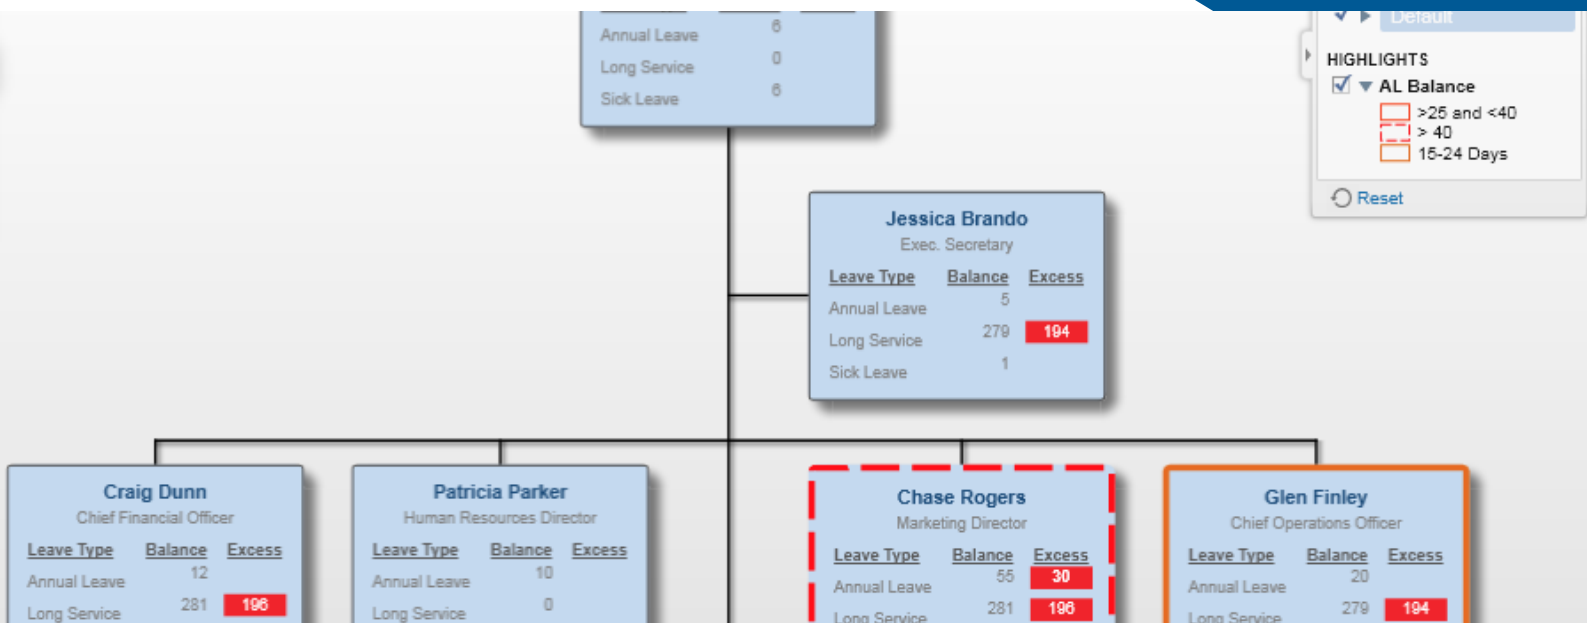 Annual Leave 6
Long Service 0
Sick Leave 6
Default
HIGHLIGHTS
AL Balance
>25 and <40
> 40
15-24 Days
Reset
Jessica Brando
Exec. Secretary
Leave Type Balance Excess
Annual Leave 5
Long Service 279 194
Sick Leave 1
Craig Dunn
Chief Financial Officer
Leave Type Balance Excess
Annual Leave 12
Long Service 281 196
Patricia Parker
Human Resources Director
Leave Type Balance Excess
Annual Leave 10
Long Service 0
Chase Rogers
Marketing Director
Leave Type Balance Excess
Annual Leave 55 30
Long Service 281 196
Glen Finley
Chief Operations Officer
Leave Type Balance Excess
Annual Leave 20
Long Service 279 194